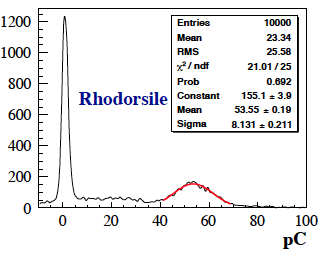 1200
1000
800
600
400
200
0
Rhodorsile
Entries 10000
Mean 23.34
RMS 25.58
χ² / ndf 21.01 / 25
Prob 0.692
Constant 155.1 ± 3.9
Mean 53.55 ± 0.19
Sigma 8.131 ± 0.211
0 20 40 60 80 100
pC